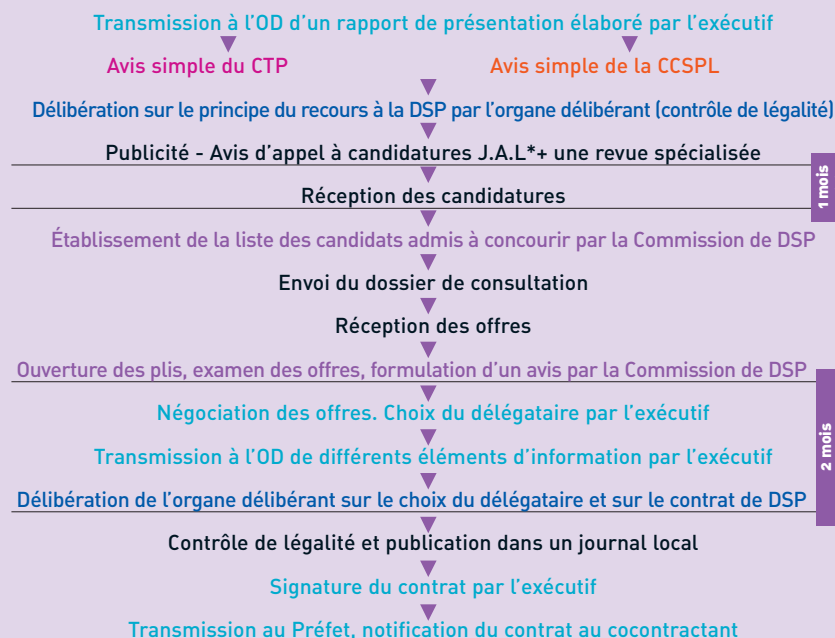 Transmission à l'OD d'un rapport de présentation élaboré par l'exécutif
Avis simple du CTP
Avis simple de la CCSPL
Délibération sur le principe du recours à la DSP par l'organe délibérant (contrôle de légalité)
Publicité - Avis d'appel à candidatures J.A.L*+ une revue spécialisée
1 mois
Réception des candidatures
Établissement de la liste des candidats admis à concourir par la Commission de DSP
Envoi du dossier de consultation
Réception des offres
Ouverture des plis, examen des offres, formulation d'un avis par la Commission de DSP
2 mois
Négociation des offres. Choix du délégataire par l'exécutif
Transmission à l'OD de différents éléments d'information par l'exécutif
Délibération de l'organe délibérant sur le choix du délégataire et sur le contrat de DSP
Contrôle de légalité et publication dans un journal local
Signature du contrat par l'exécutif
Transmission au Préfet, notification du contrat au cocontractant